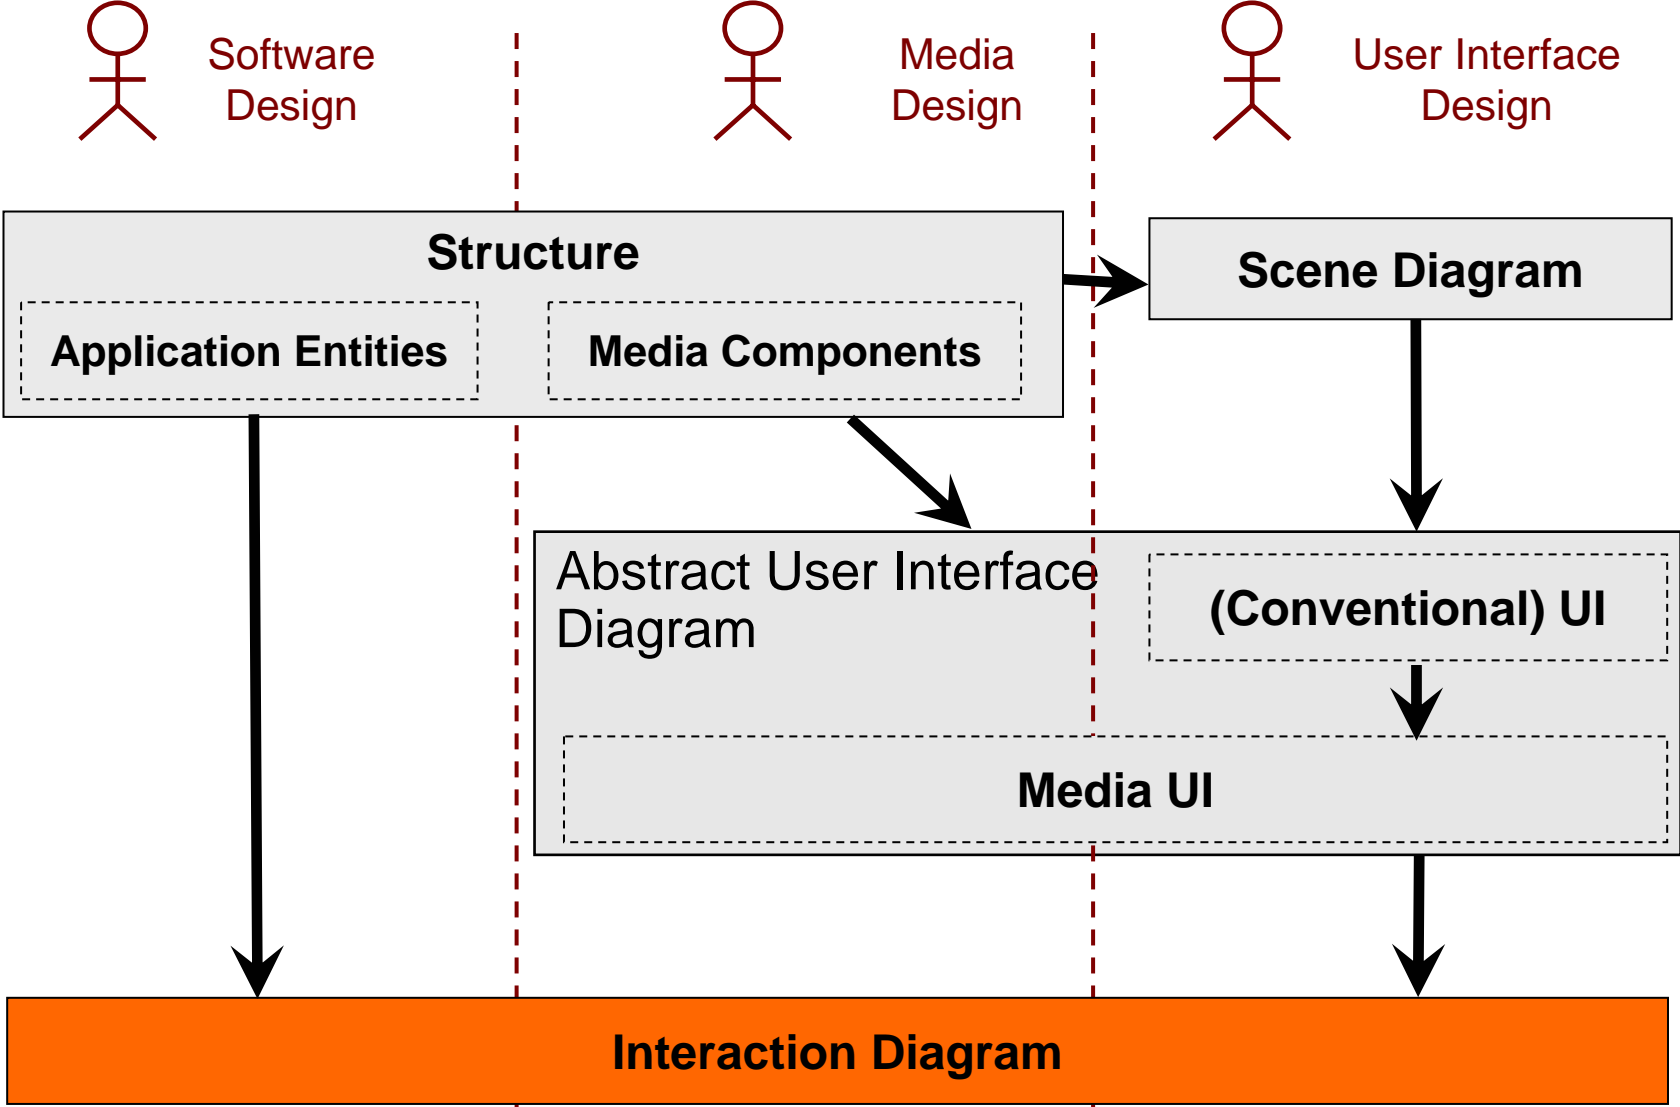 Software
Design
Media
Design
User Interface
Design
Structure
Application Entities
Media Components
Scene Diagram
Abstract User Interface
Diagram
(Conventional) UI
Media UI
Interaction Diagram